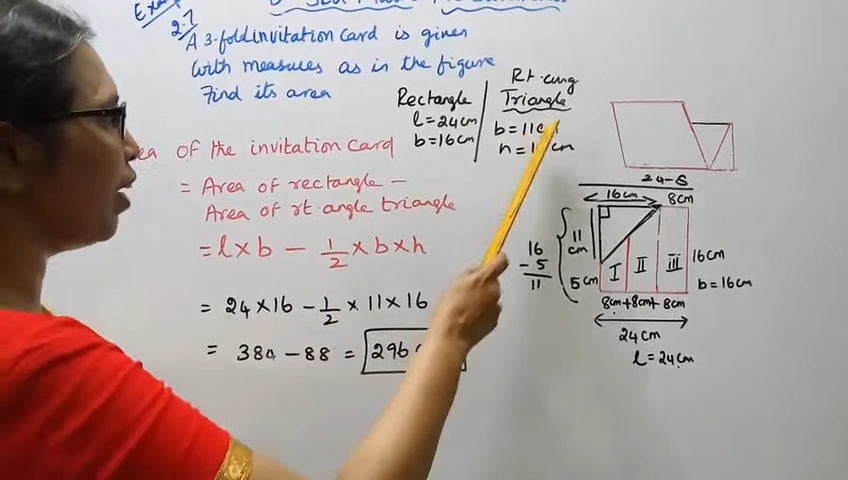 2.7
A 3-fold invitation card is given
with measures as in the figure
Find its area
Rectangle
l = 24cm
b = 16cm
Rt. ang
Triangle
b = 11c
h = 1 cm
ea of the invitation card
= Area of rectangle −
Area of rt. angle triangle
= l × b − 1/2 × b × h
= 24 × 16 − 1/2 × 11 × 16
= 384 − 88 = 296
24-8
16cm
8cm
11
cm
5cm
16
- 5
11
I
II
III
16cm
b = 16cm
8cm + 8cm + 8cm
24cm
l = 24cm